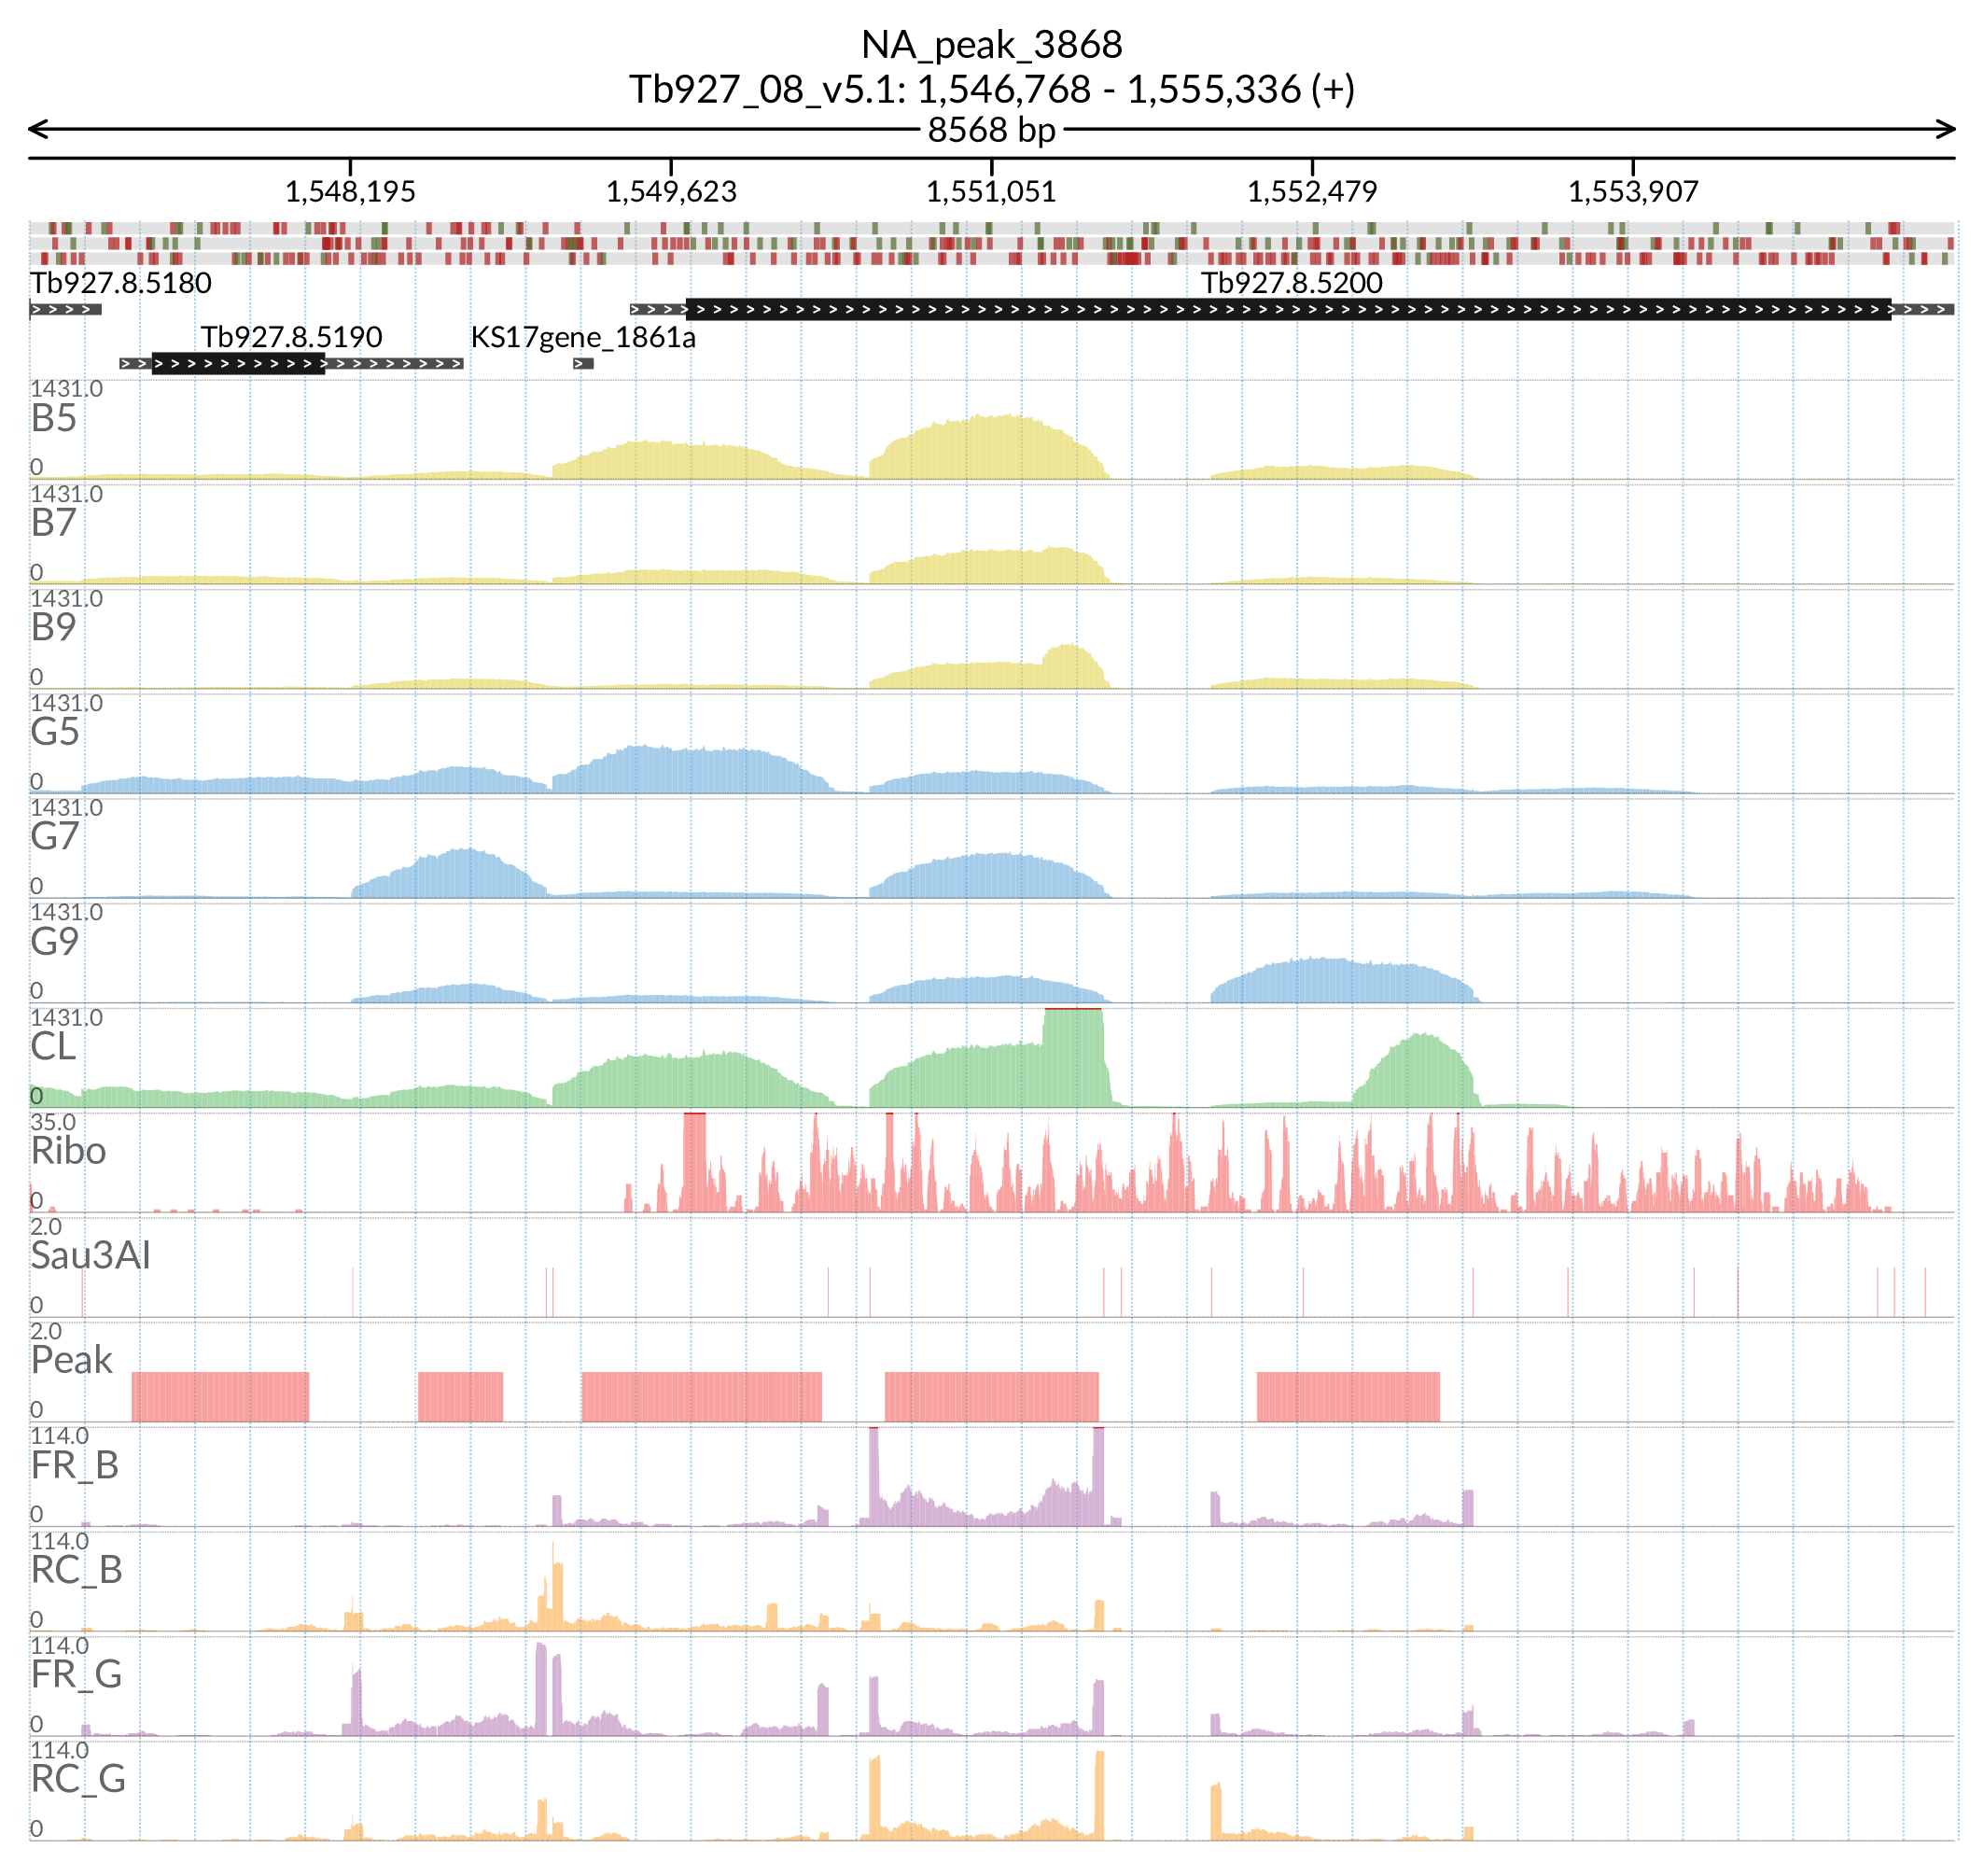 NA_peak_3868
Tb927_08_v5.1: 1,546,768 - 1,555,336 (+)
8568 bp
1,548,195 1,549,623 1,551,051 1,552,479 1,553,907
Tb927.8.5180 Tb927.8.5200
Tb927.8.5190 KS17gene_1861a
1431.0
B5
0
1431.0
B7
0
1431.0
B9
0
1431.0
G5
0
1431.0
G7
0
1431.0
G9
0
1431.0
CL
0
35.0
Ribo
0
2.0
Sau3AI
0
2.0
Peak
0
114.0
FR_B
0
114.0
RC_B
0
114.0
FR_G
0
114.0
RC_G
0